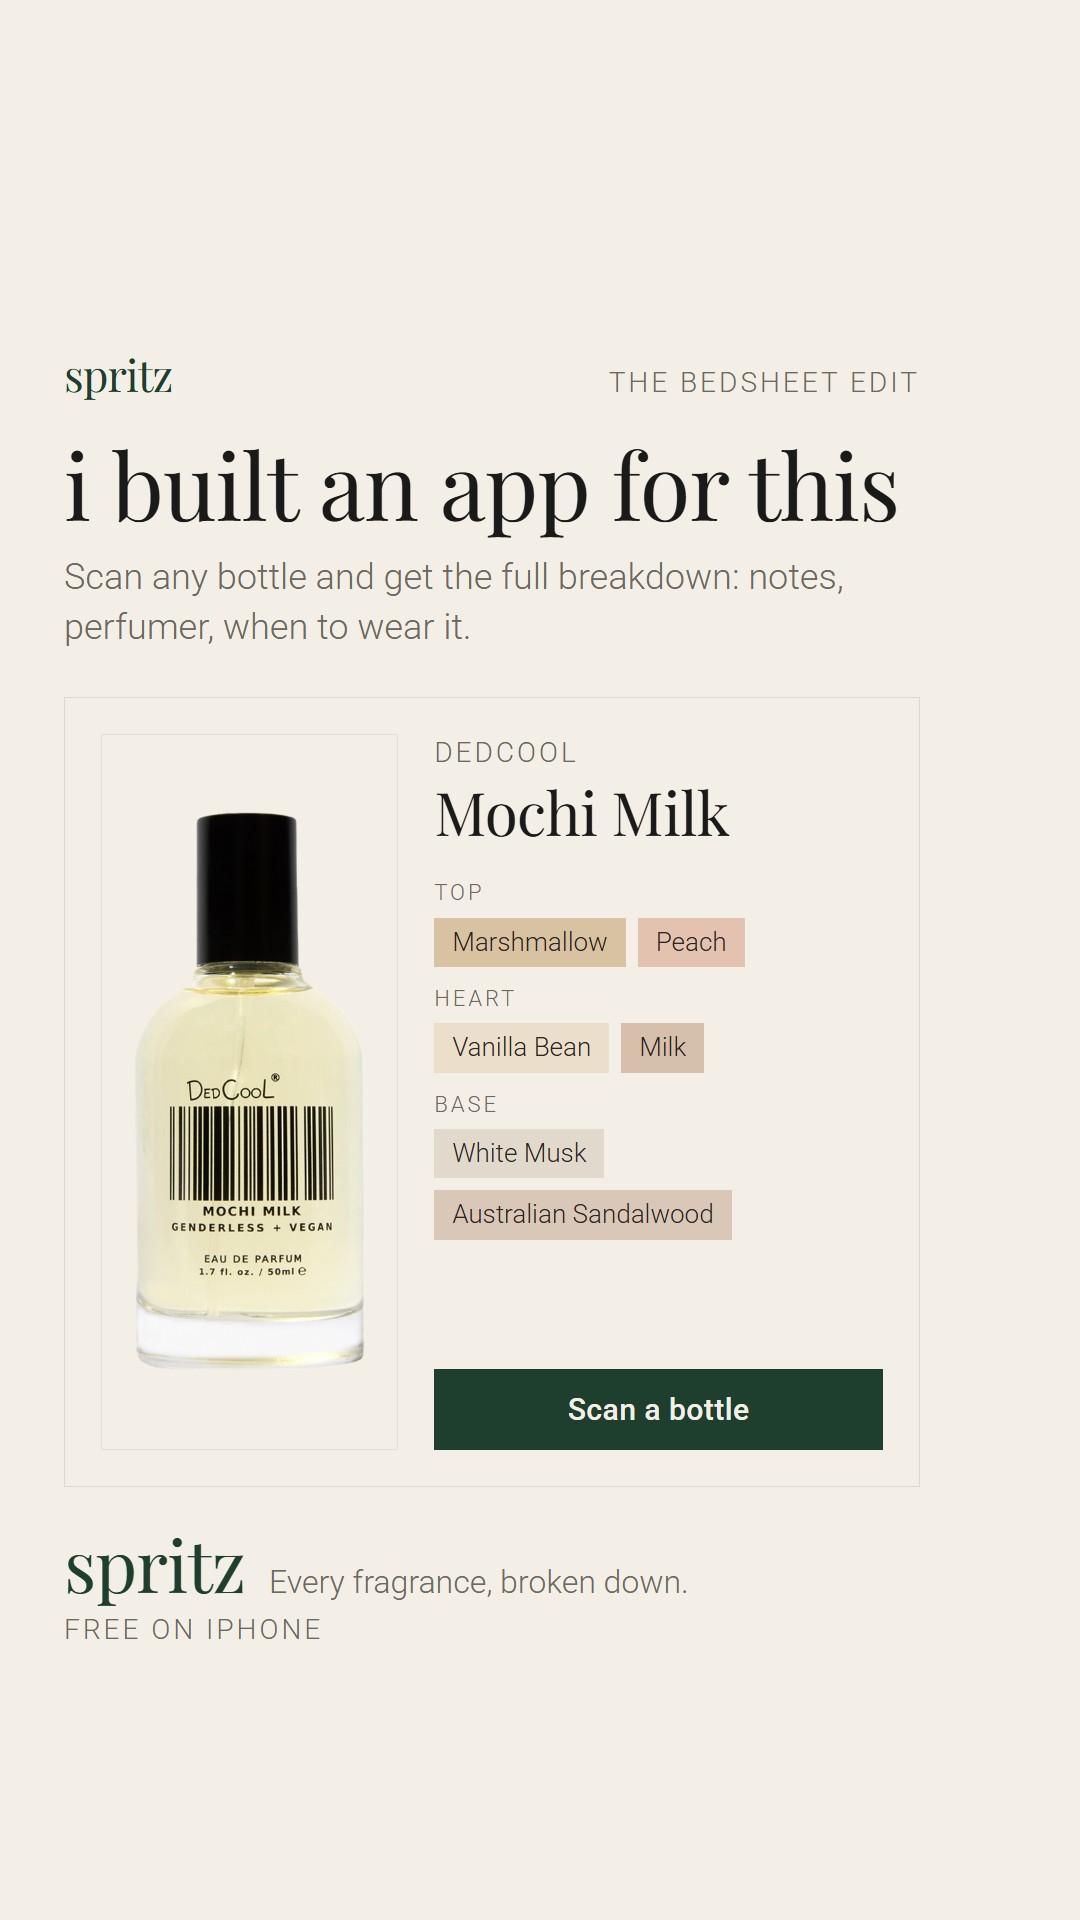 spritz
THE BEDSHEET EDIT
i built an app for this
Scan any bottle and get the full breakdown: notes,
perfumer, when to wear it.
DEDCOOL
Mochi Milk
TOP
Marshmallow Peach
HEART
Vanilla Bean Milk
BASE
White Musk
Australian Sandalwood
DEDCOOL®
MOCHI MILK
GENDERLESS + VEGAN
EAU DE PARFUM
1.7 fl. oz. / 50ml ℮
Scan a bottle
spritz Every fragrance, broken down.
FREE ON IPHONE